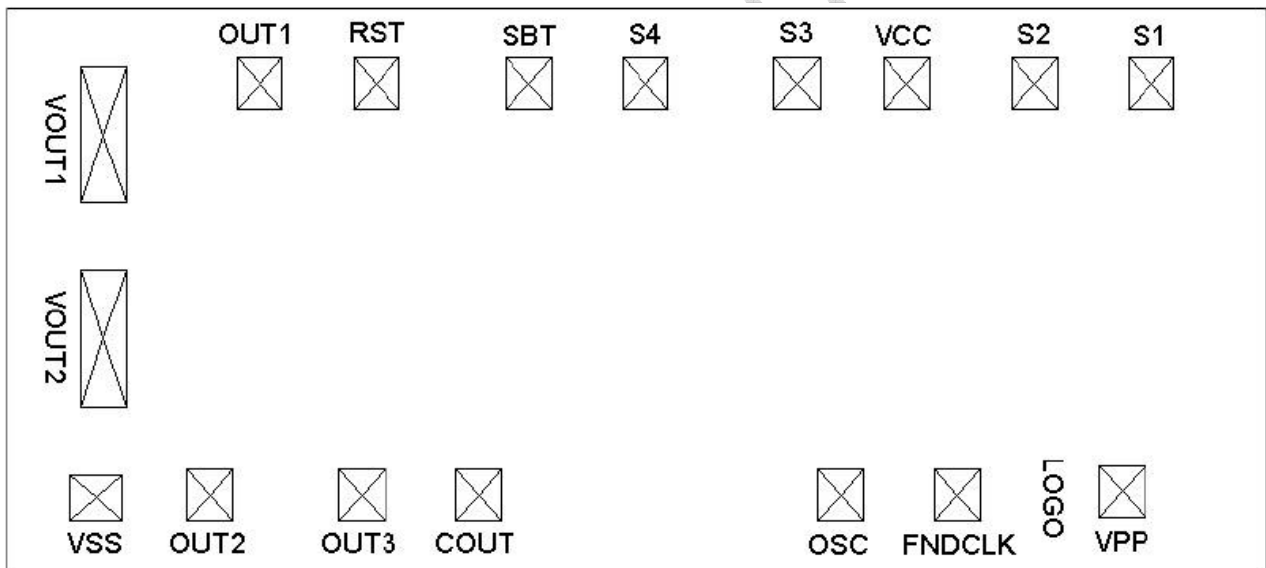 OUT1 RST SBT S4 S3 VCC S2 S1
VOUT1
VOUT2
LOGO
VSS OUT2 OUT3 COUT OSC FNDCLK VPP